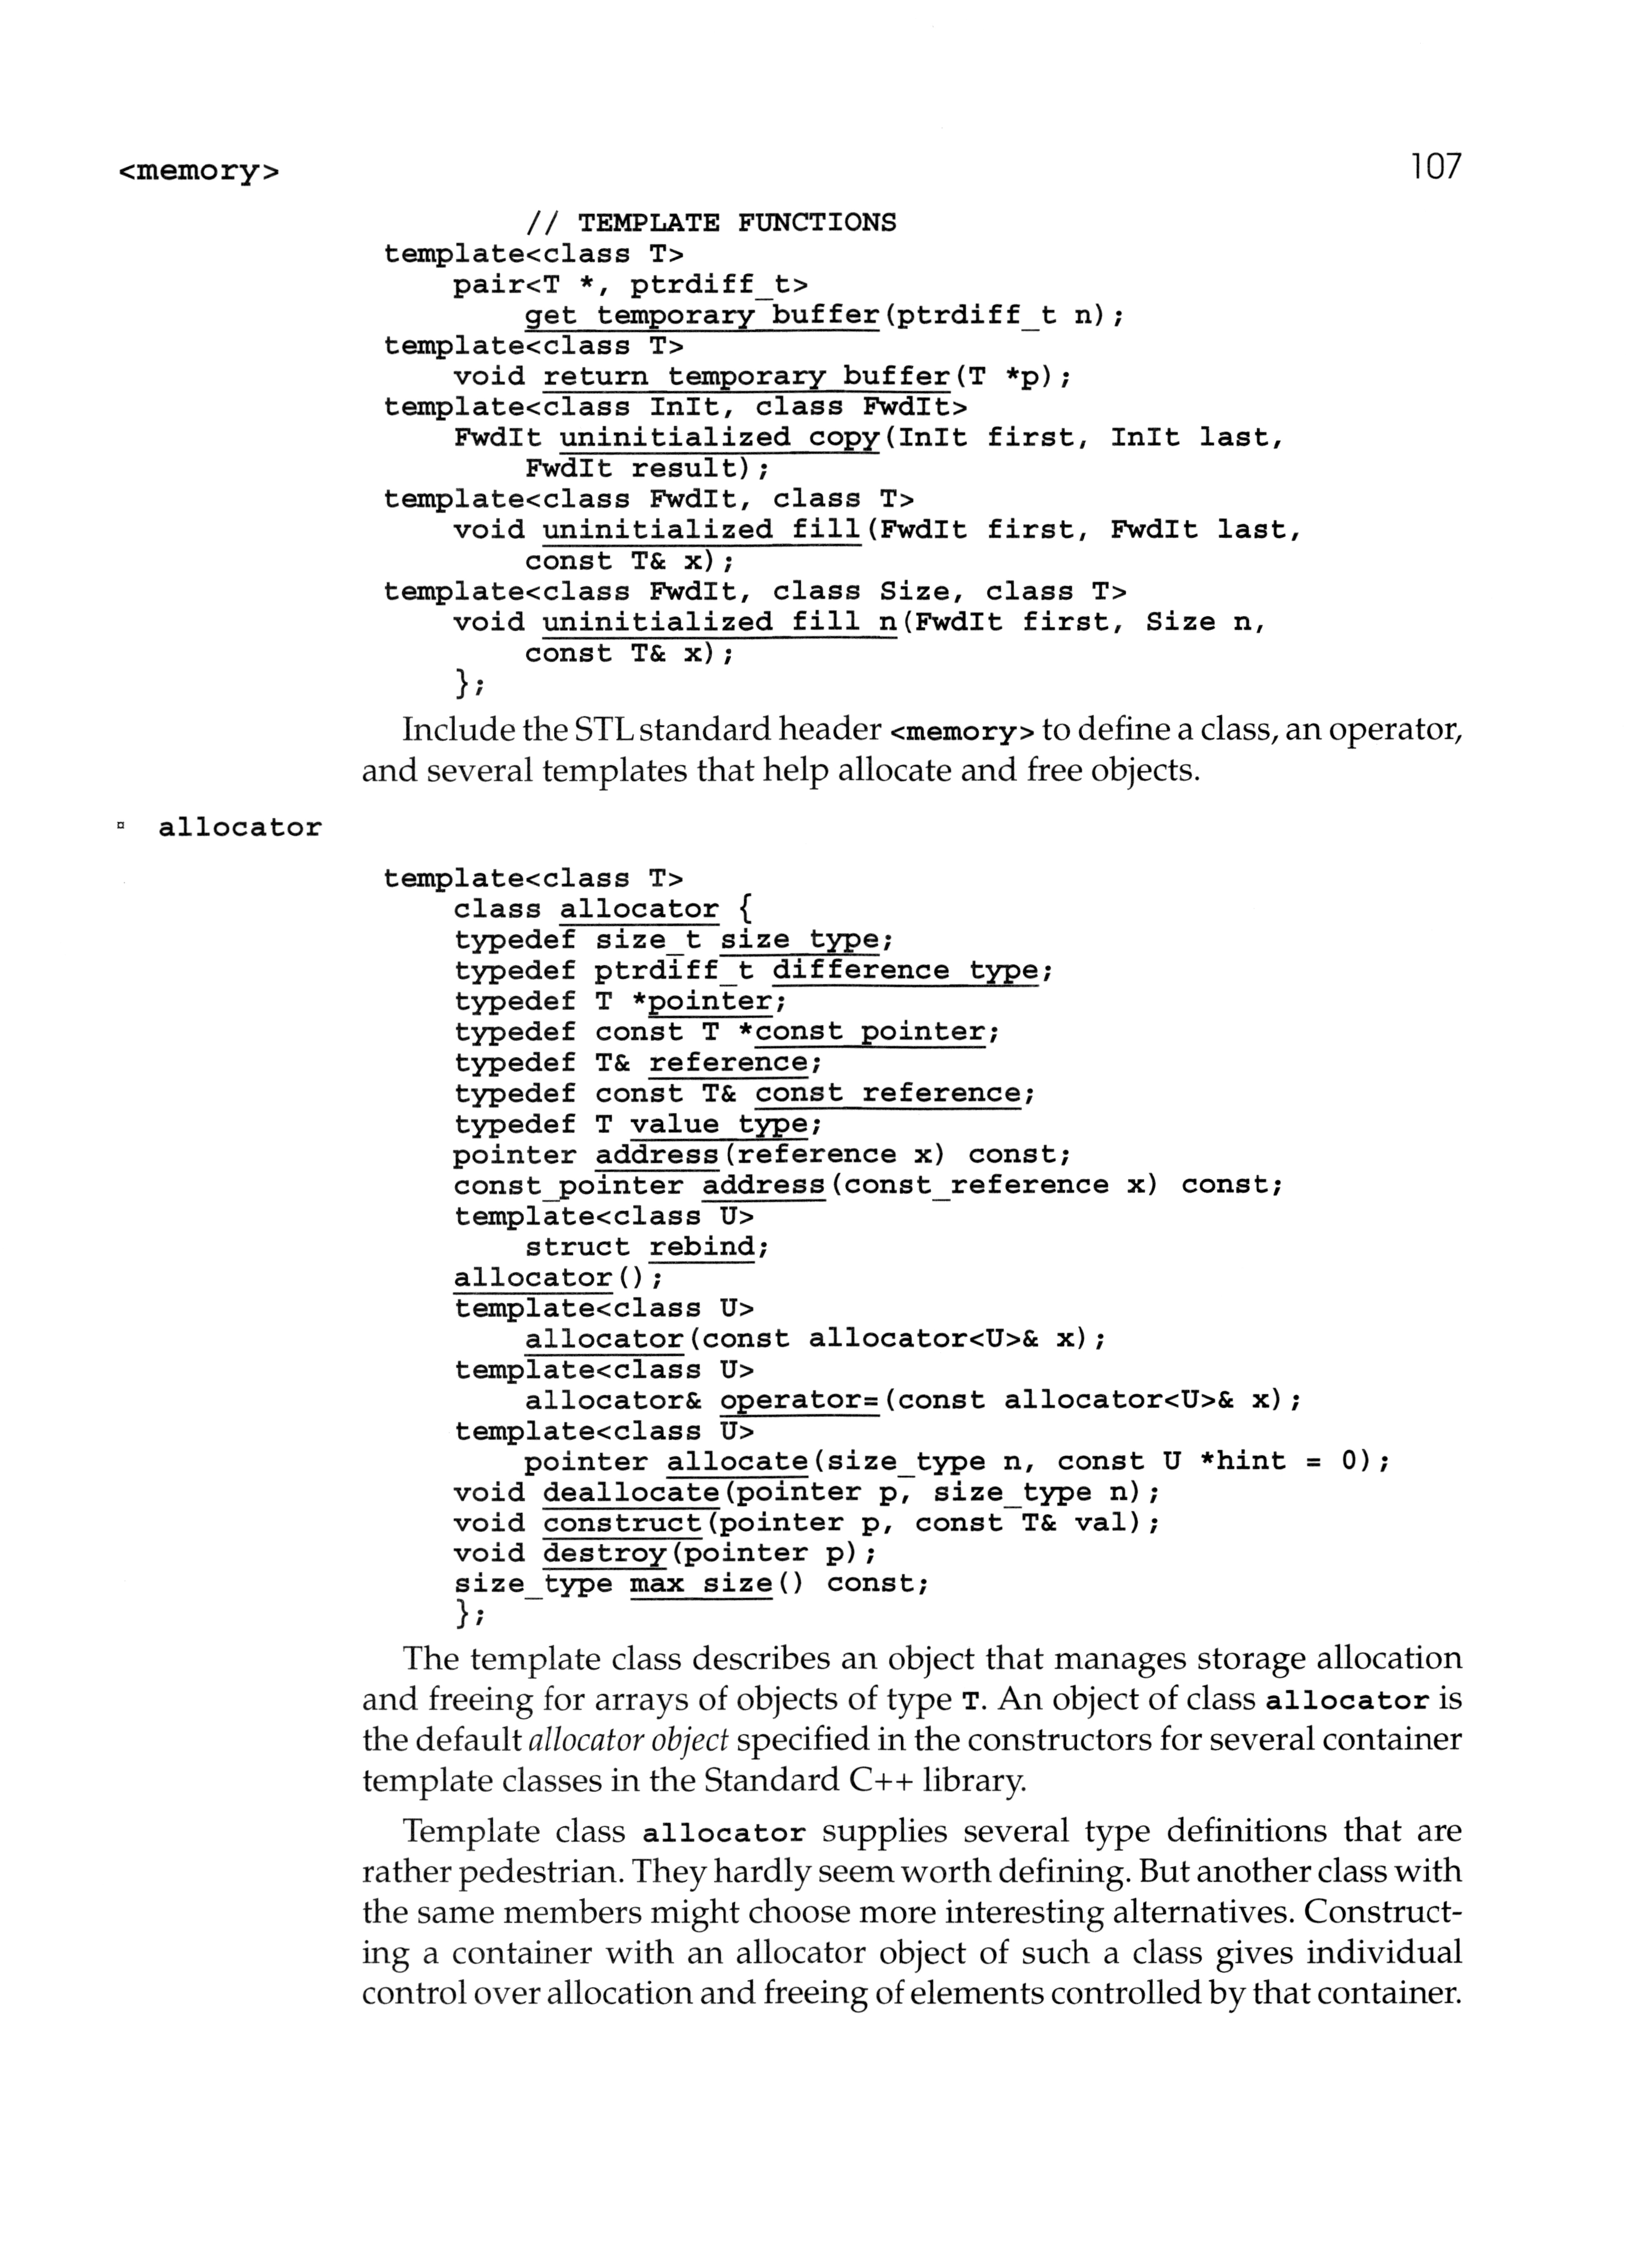 <memory> 107
// TEMPLATE FUNCTIONS
template<class T>
pair<T *, ptrdiff_t>
get_temporary_buffer(ptrdiff_t n);
template<class T>
void return_temporary_buffer(T *p);
template<class InIt, class FwdIt>
FwdIt uninitialized_copy(InIt first, InIt last,
FwdIt result);
template<class FwdIt, class T>
void uninitialized_fill(FwdIt first, FwdIt last,
const T& x);
template<class FwdIt, class Size, class T>
void uninitialized_fill_n(FwdIt first, Size n,
const T& x);
};
Include the STL standard header <memory> to define a class, an operator,
and several templates that help allocate and free objects.
▫ allocator
template<class T>
class allocator {
typedef size_t size_type;
typedef ptrdiff_t difference_type;
typedef T *pointer;
typedef const T *const_pointer;
typedef T& reference;
typedef const T& const_reference;
typedef T value_type;
pointer address(reference x) const;
const_pointer address(const_reference x) const;
template<class U>
struct rebind;
allocator();
template<class U>
allocator(const allocator<U>& x);
template<class U>
allocator& operator=(const allocator<U>& x);
template<class U>
pointer allocate(size_type n, const U *hint = 0);
void deallocate(pointer p, size_type n);
void construct(pointer p, const T& val);
void destroy(pointer p);
size_type max_size() const;
};
The template class describes an object that manages storage allocation
and freeing for arrays of objects of type T. An object of class allocator is
the default allocator object specified in the constructors for several container
template classes in the Standard C++ library.
Template class allocator supplies several type definitions that are
rather pedestrian. They hardly seem worth defining. But another class with
the same members might choose more interesting alternatives. Construct-
ing a container with an allocator object of such a class gives individual
control over allocation and freeing of elements controlled by that container.